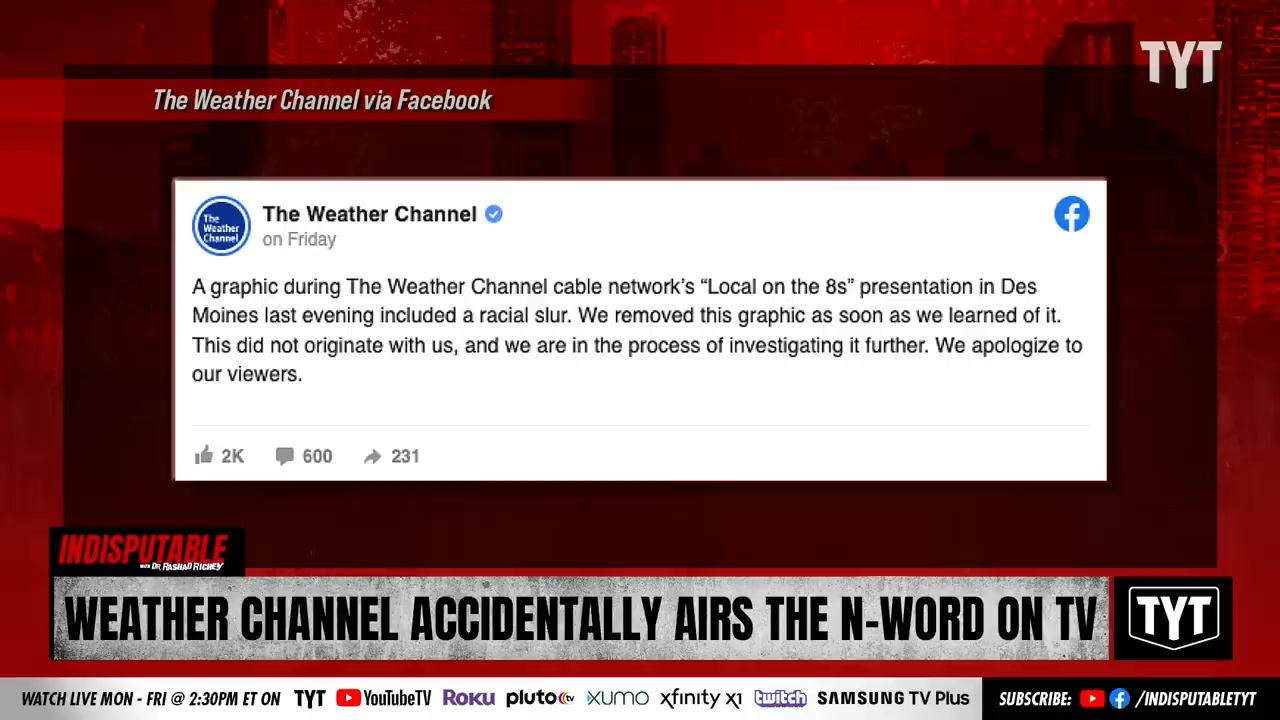 TYT
The Weather Channel via Facebook
The Weather Channel
The Weather Channel
on Friday
A graphic during The Weather Channel cable network’s “Local on the 8s” presentation in Des
Moines last evening included a racial slur. We removed this graphic as soon as we learned of it.
This did not originate with us, and we are in the process of investigating it further. We apologize to
our viewers.
2K 600 231
INDISPUTABLE
WITH DR. RASHAD RICHEY
WEATHER CHANNEL ACCIDENTALLY AIRS THE N-WORD ON TV
TYT
WATCH LIVE MON - FRI @ 2:30PM ET ON TYT YouTubeTV ROKU pluto tv XUMO xfinity x1 twitch SAMSUNG TV Plus SUBSCRIBE: /INDISPUTABLETYT